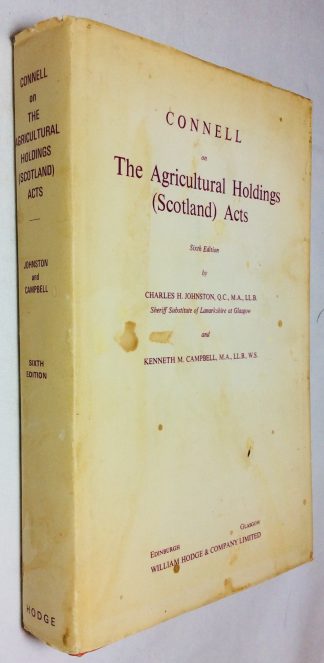 CONNELL
on
THE
AGRICULTURAL
HOLDINGS
(SCOTLAND)
ACTS
JOHNSTON
and
CAMPBELL
SIXTH
EDITION
HODGE
CONNELL
on
The Agricultural Holdings
(Scotland) Acts
Sixth Edition
by
CHARLES H. JOHNSTON, Q.C., M.A., LL.B.
Sheriff Substitute of Lanarkshire at Glasgow
and
KENNETH M. CAMPBELL, M.A., LL.B., W.S.
EDINBURGH GLASGOW
WILLIAM HODGE & COMPANY LIMITED